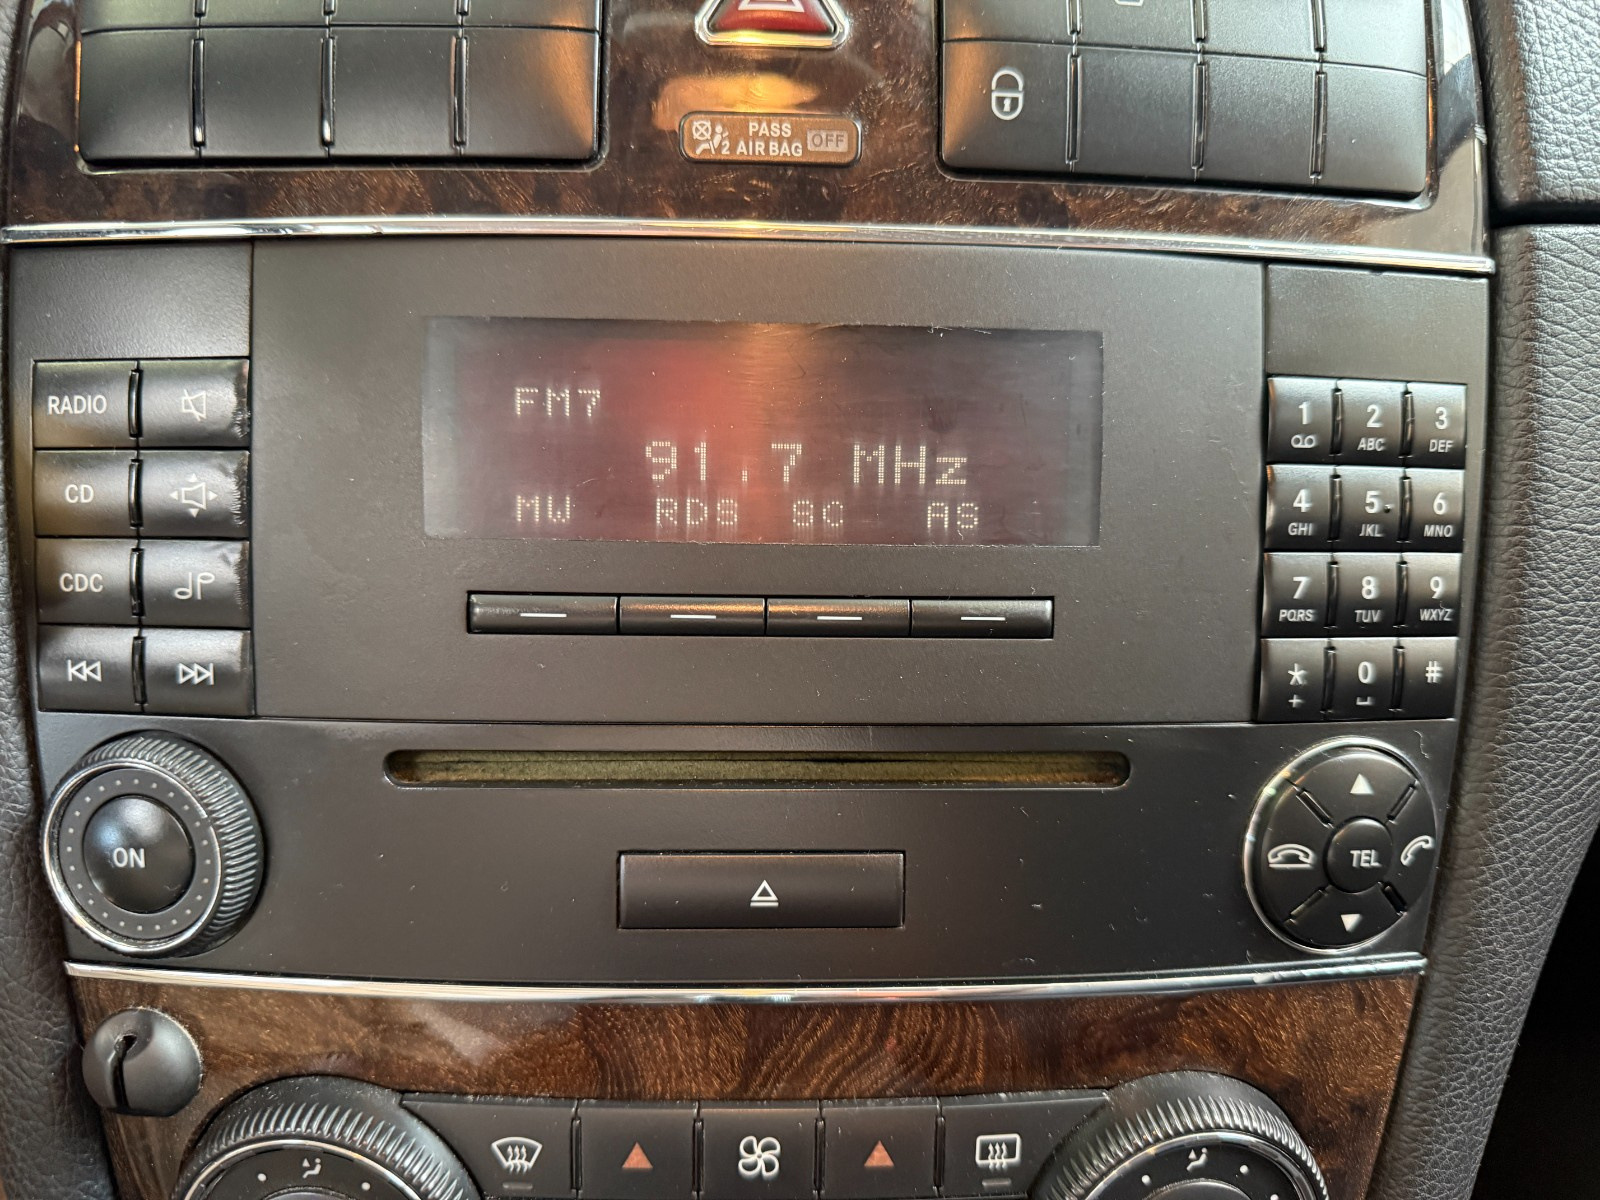 PASS
2 AIR BAG OFF
RADIO
CD
CDC
ON
FM7
91.7 MHz
MW RDS SC AS
1
2 ABC
3 DEF
4 GHI
5 JKL
6 MNO
7 PQRS
8 TUV
9 WXYZ
* +
0
#
TEL